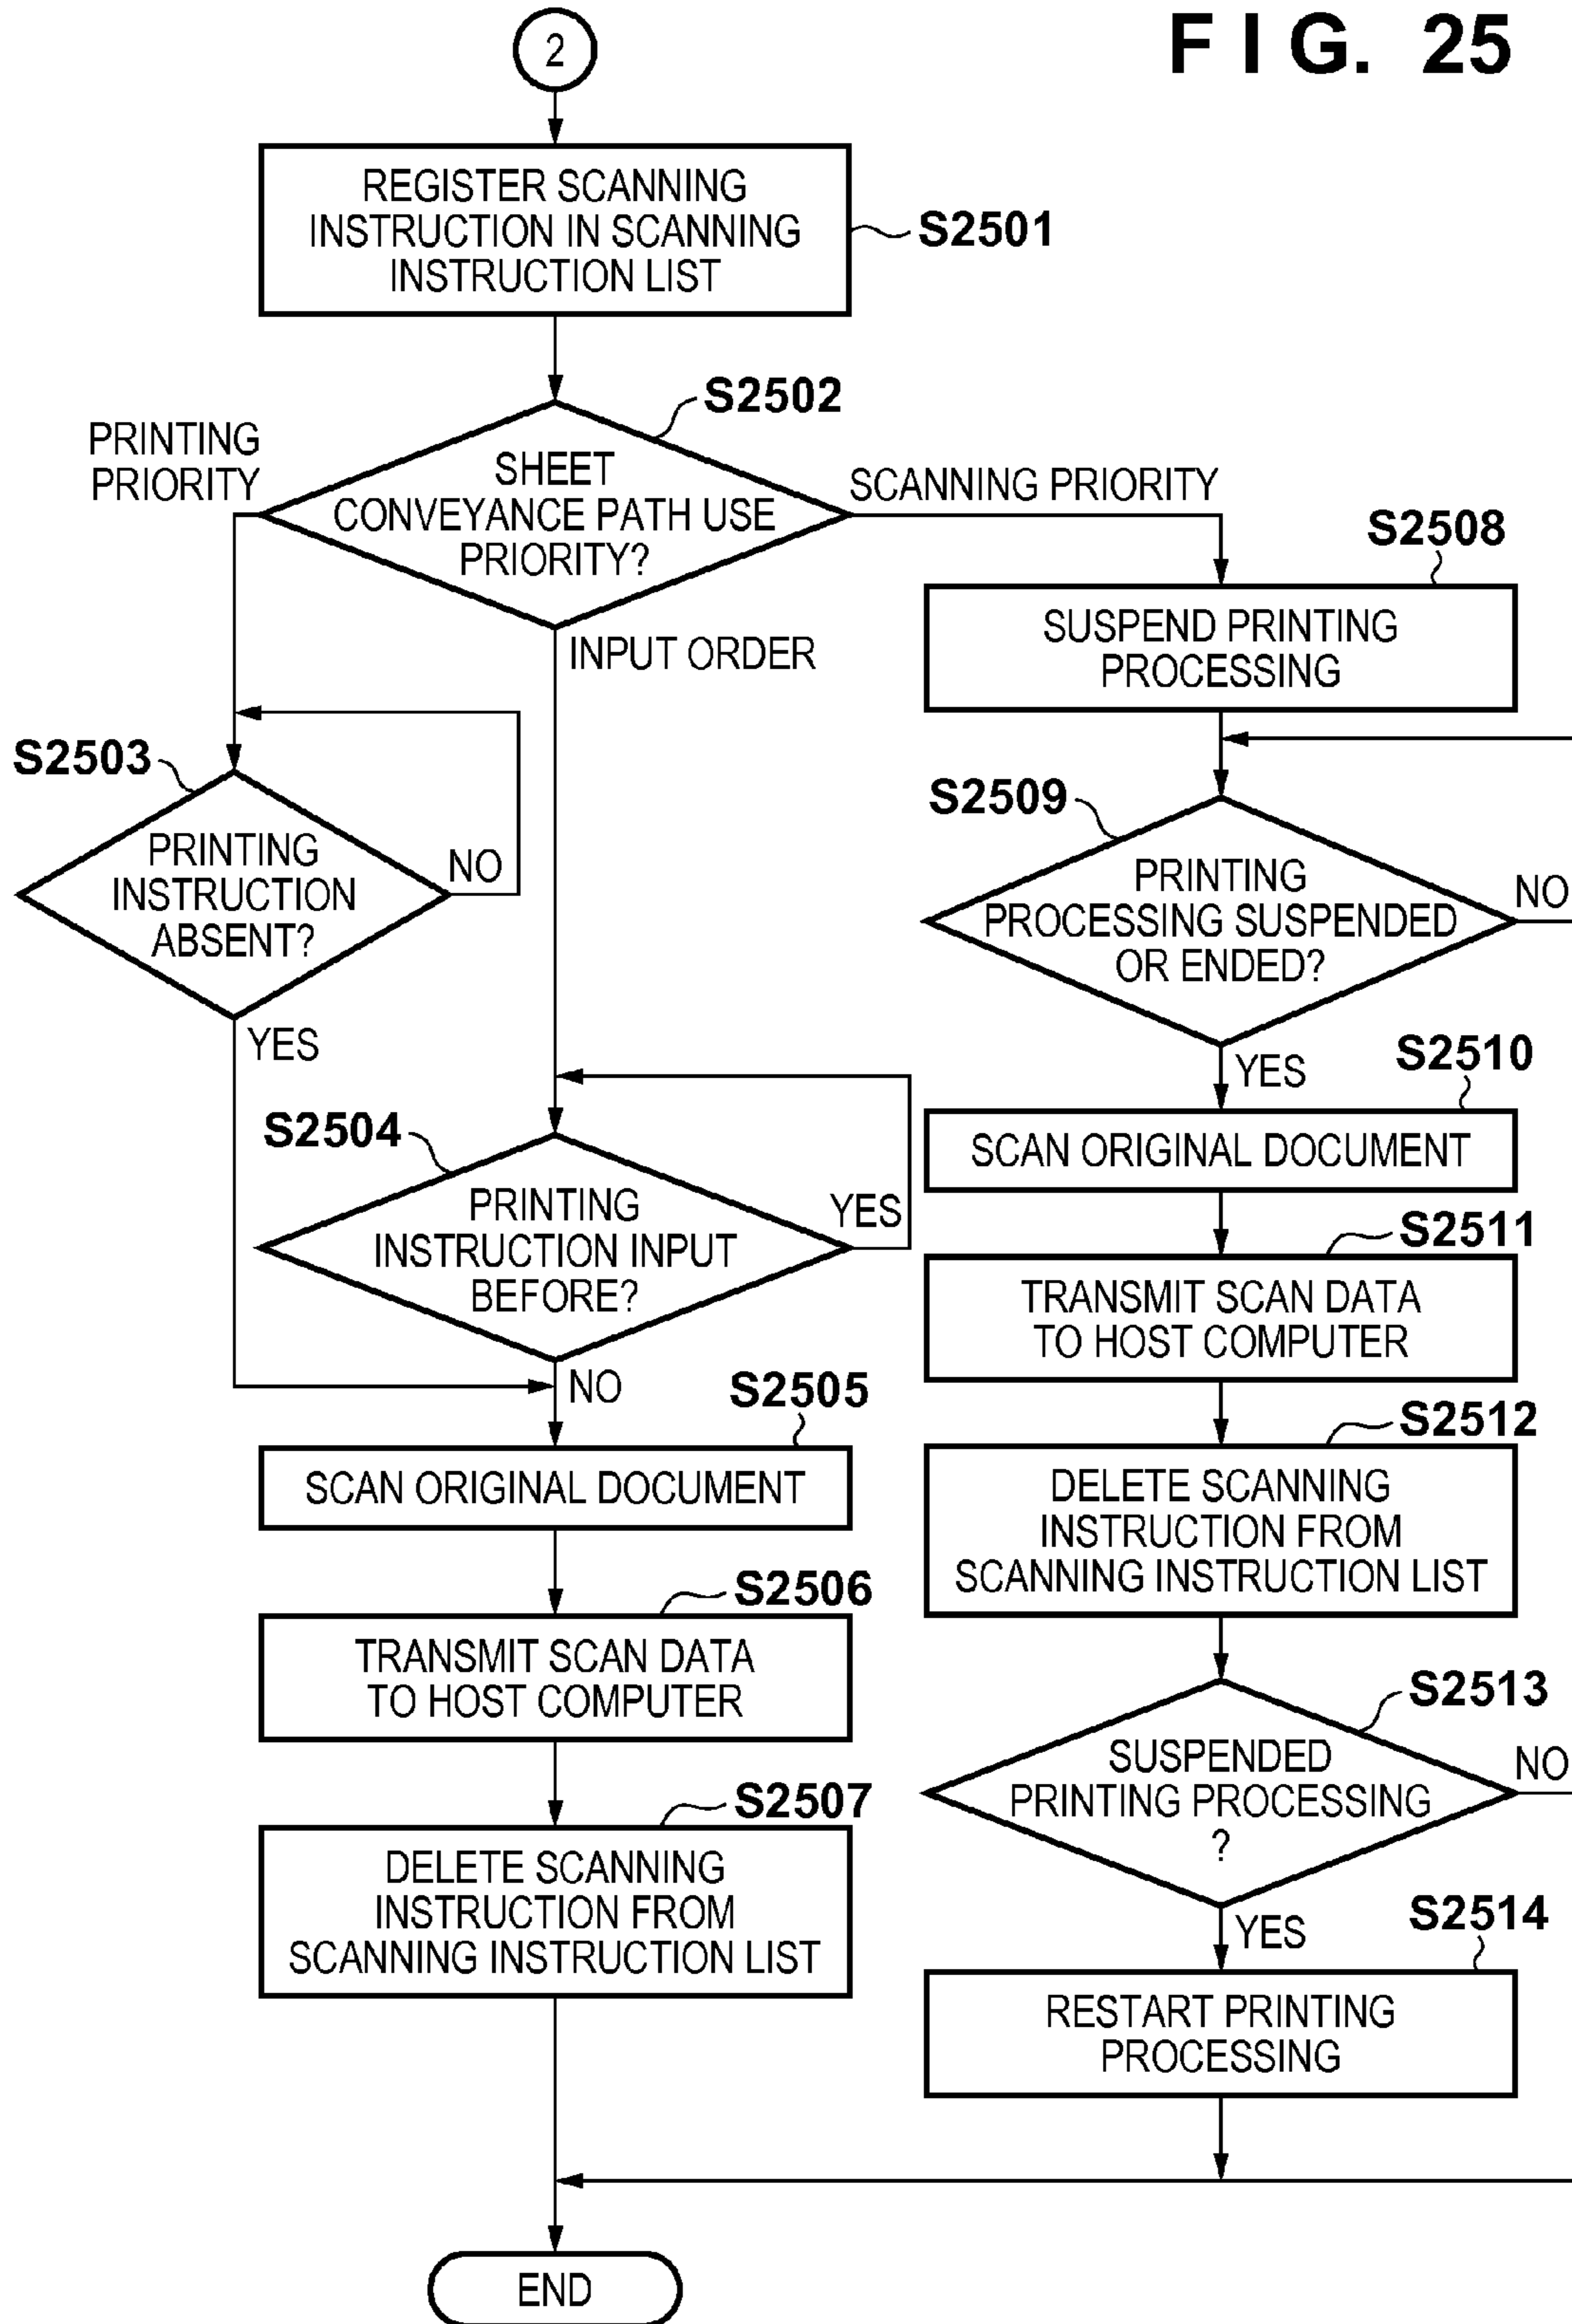 F I G. 25
2
REGISTER SCANNING
INSTRUCTION IN SCANNING
INSTRUCTION LIST
S2501
S2502
PRINTING
PRIORITY
SHEET
CONVEYANCE PATH USE
PRIORITY?
SCANNING PRIORITY
INPUT ORDER
S2503
PRINTING
INSTRUCTION
ABSENT?
NO
YES
S2504
PRINTING
INSTRUCTION INPUT
BEFORE?
YES
NO
S2505
SCAN ORIGINAL DOCUMENT
S2506
TRANSMIT SCAN DATA
TO HOST COMPUTER
S2507
DELETE SCANNING
INSTRUCTION FROM
SCANNING INSTRUCTION LIST
S2508
SUSPEND PRINTING
PROCESSING
S2509
PRINTING
PROCESSING SUSPENDED
OR ENDED?
NO
YES
S2510
SCAN ORIGINAL DOCUMENT
S2511
TRANSMIT SCAN DATA
TO HOST COMPUTER
S2512
DELETE SCANNING
INSTRUCTION FROM
SCANNING INSTRUCTION LIST
S2513
SUSPENDED
PRINTING PROCESSING
?
NO
YES
S2514
RESTART PRINTING
PROCESSING
END